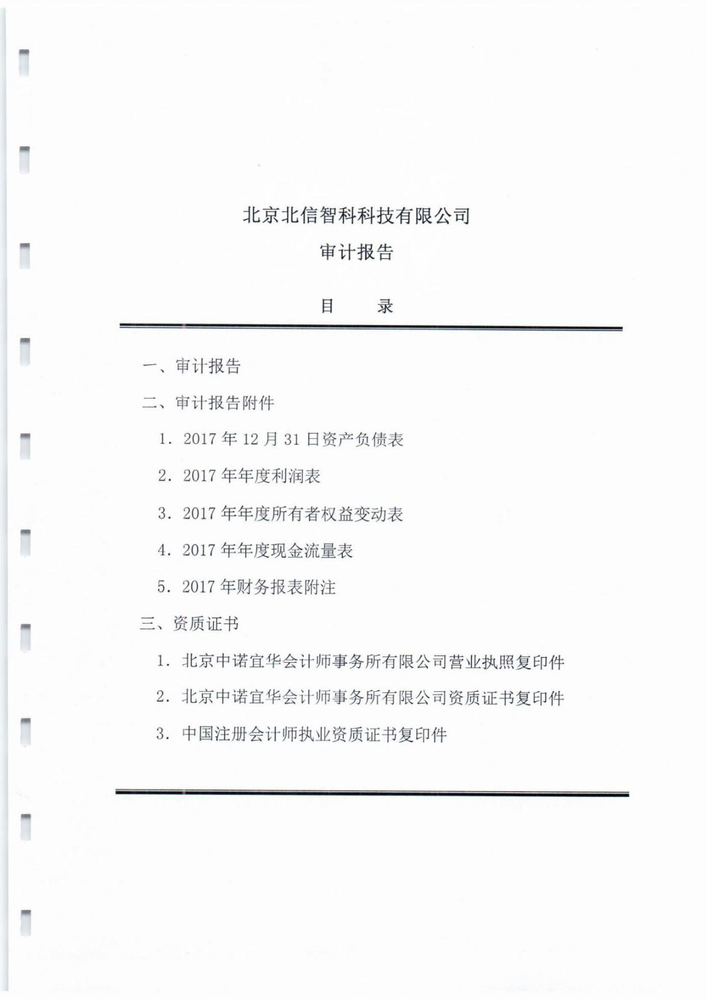 北京北信智科科技有限公司
审计报告
目 录
一、审计报告
二、审计报告附件
1. 2017 年 12 月 31 日资产负债表
2. 2017 年年度利润表
3. 2017 年年度所有者权益变动表
4. 2017 年年度现金流量表
5. 2017 年财务报表附注
三、资质证书
1. 北京中诺宜华会计师事务所有限公司营业执照复印件
2. 北京中诺宜华会计师事务所有限公司资质证书复印件
3. 中国注册会计师执业资质证书复印件